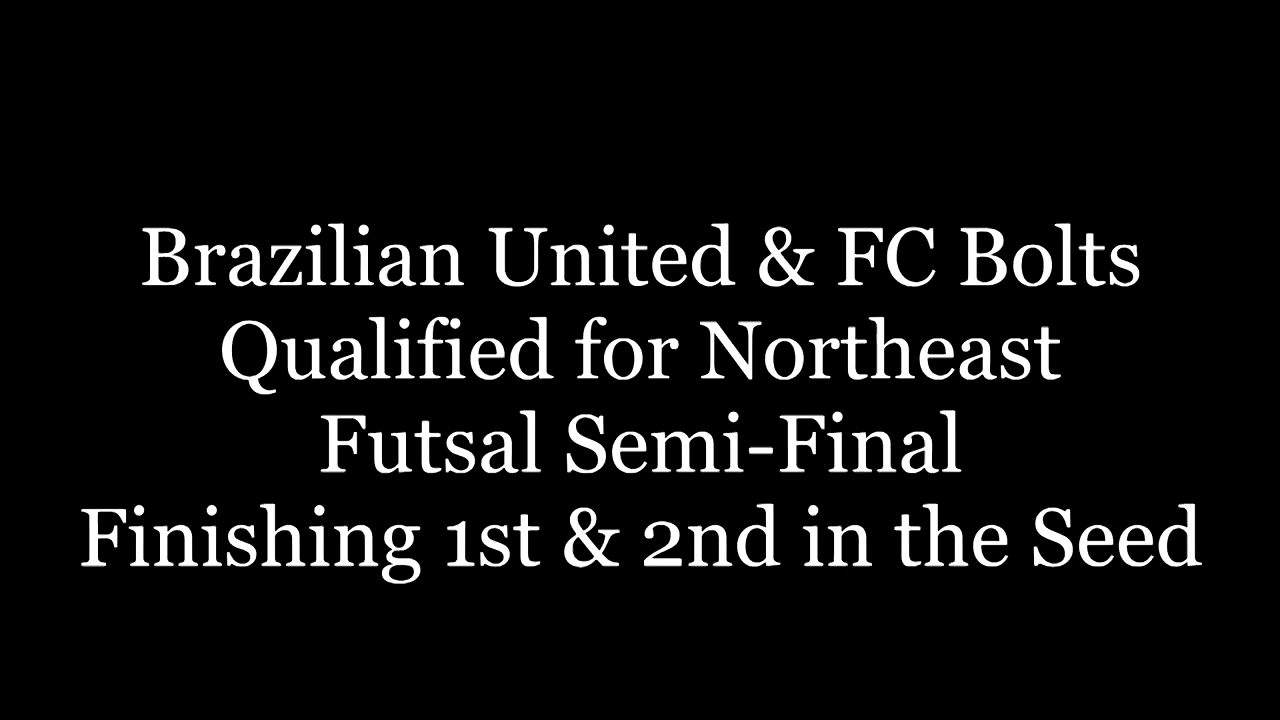 Brazilian United & FC Bolts
Qualified for Northeast
Futsal Semi-Final
Finishing 1st & 2nd in the Seed